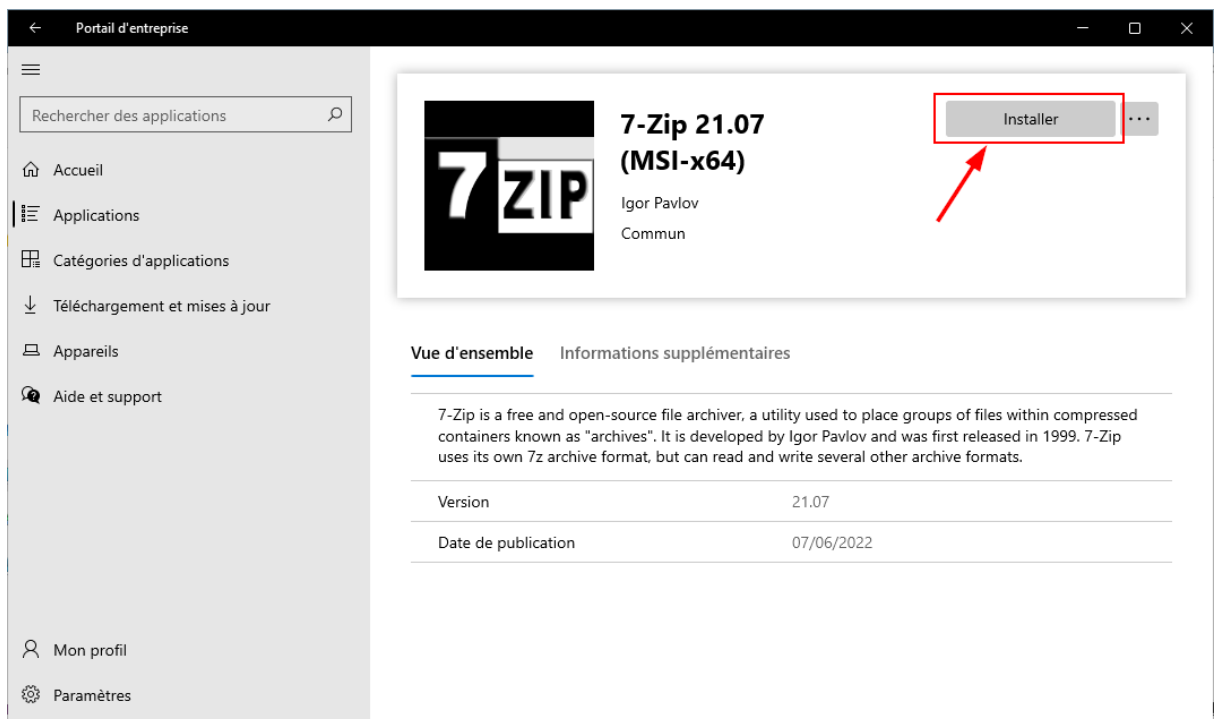 Portail d'entreprise
Rechercher des applications
Accueil
Applications
Catégories d'applications
Téléchargement et mises à jour
Appareils
Aide et support
Mon profil
Paramètres
7 ZIP
7-Zip 21.07
(MSI-x64)
Igor Pavlov
Commun
Installer
...
Vue d'ensemble Informations supplémentaires
7-Zip is a free and open-source file archiver, a utility used to place groups of files within compressed
containers known as "archives". It is developed by Igor Pavlov and was first released in 1999. 7-Zip
uses its own 7z archive format, but can read and write several other archive formats.
Version 21.07
Date de publication 07/06/2022